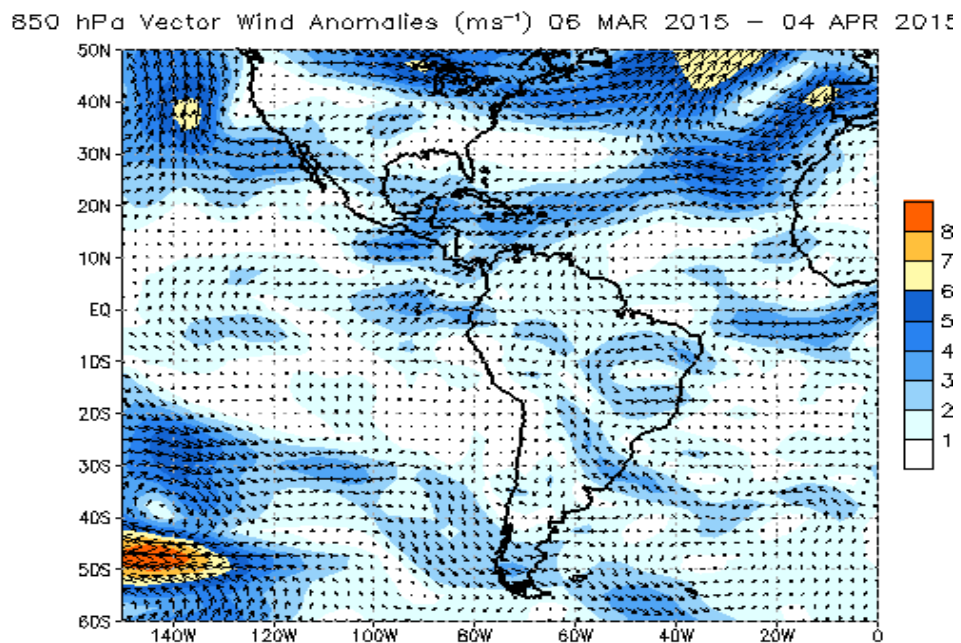 850 hPa Vector Wind Anomalies (ms⁻¹) 06 MAR 2015 – 04 APR 2015
50N
40N
30N
20N
10N
EQ
10S
20S
30S
40S
50S
60S
140W 120W 100W 80W 60W 40W 20W 0
8
7
6
5
4
3
2
1